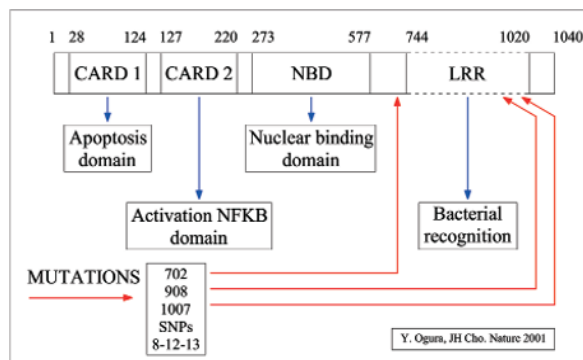 1 28 124 127 220 273 577 744 1020 1040
CARD 1 CARD 2 NBD LRR
Apoptosis
domain
Nuclear binding
domain
Activation NFKB
domain
Bacterial
recognition
MUTATIONS
702
908
1007
SNPs
8-12-13
Y. Ogura, JH Cho. Nature 2001